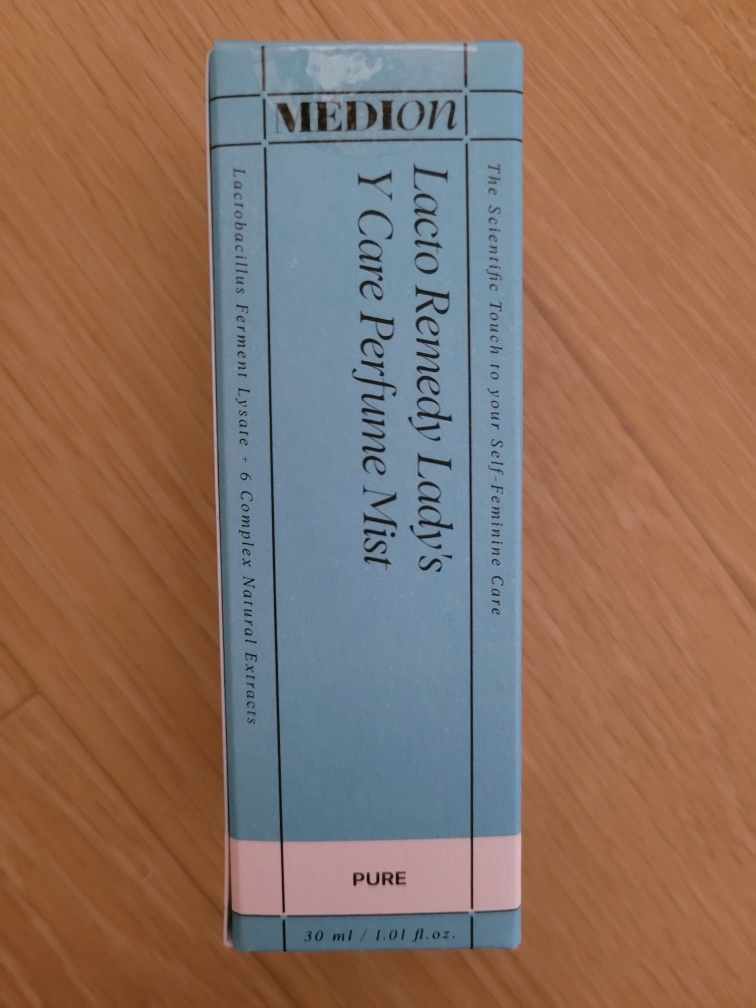 MEDIon
The Scientific Touch to your Self-Feminine Care
Lacto Remedy Lady's
Y Care Perfume Mist
Lactobacillus Ferment Lysate + 6 Complex Natural Extracts
PURE
30 ml / 1.01 fl.oz.